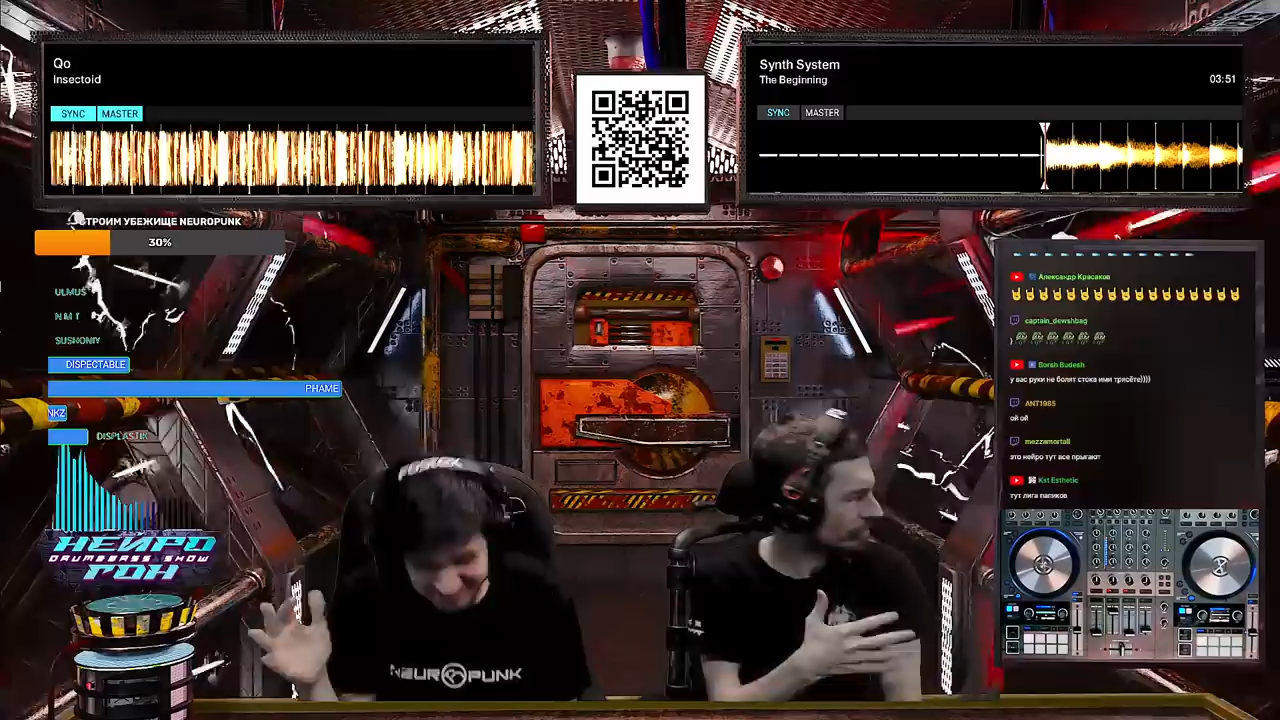 Qo
Insectoid
SYNC MASTER
Synth System
The Beginning
03:51
SYNC MASTER
СТРОИМ УБЕЖИЩЕ NEUROPUNK
30%
ULMUS
N M T
SUSHONIY
DISPECTABLE
PHAME
NKZ
DISPLASTIK
НЕЙРО
DRUM&BASS SHOW
ГОН
Александр Красаков
captain_dewshbag
Borsh Budesh
у вас руки не болят стока ими трясёте))))
ANT1985
ой ой
mezzamortall
это нейро тут все прыгают
Kst Esthetic
тут лига папиков
NEUROPUNK